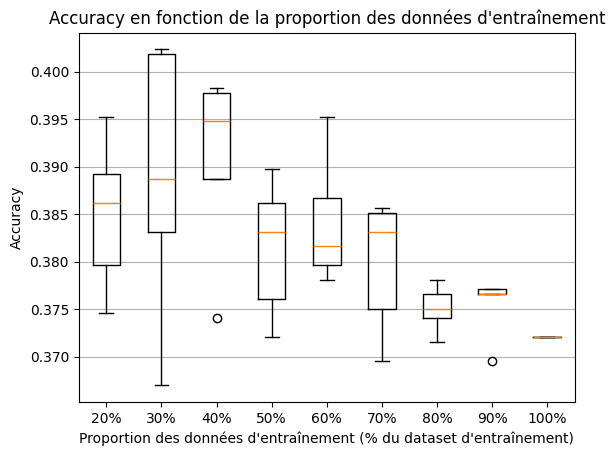 Accuracy en fonction de la proportion des données d'entraînement
0.400
0.395
0.390
0.385
0.380
0.375
0.370
Accuracy
20% 30% 40% 50% 60% 70% 80% 90% 100%
Proportion des données d'entraînement (% du dataset d'entraînement)